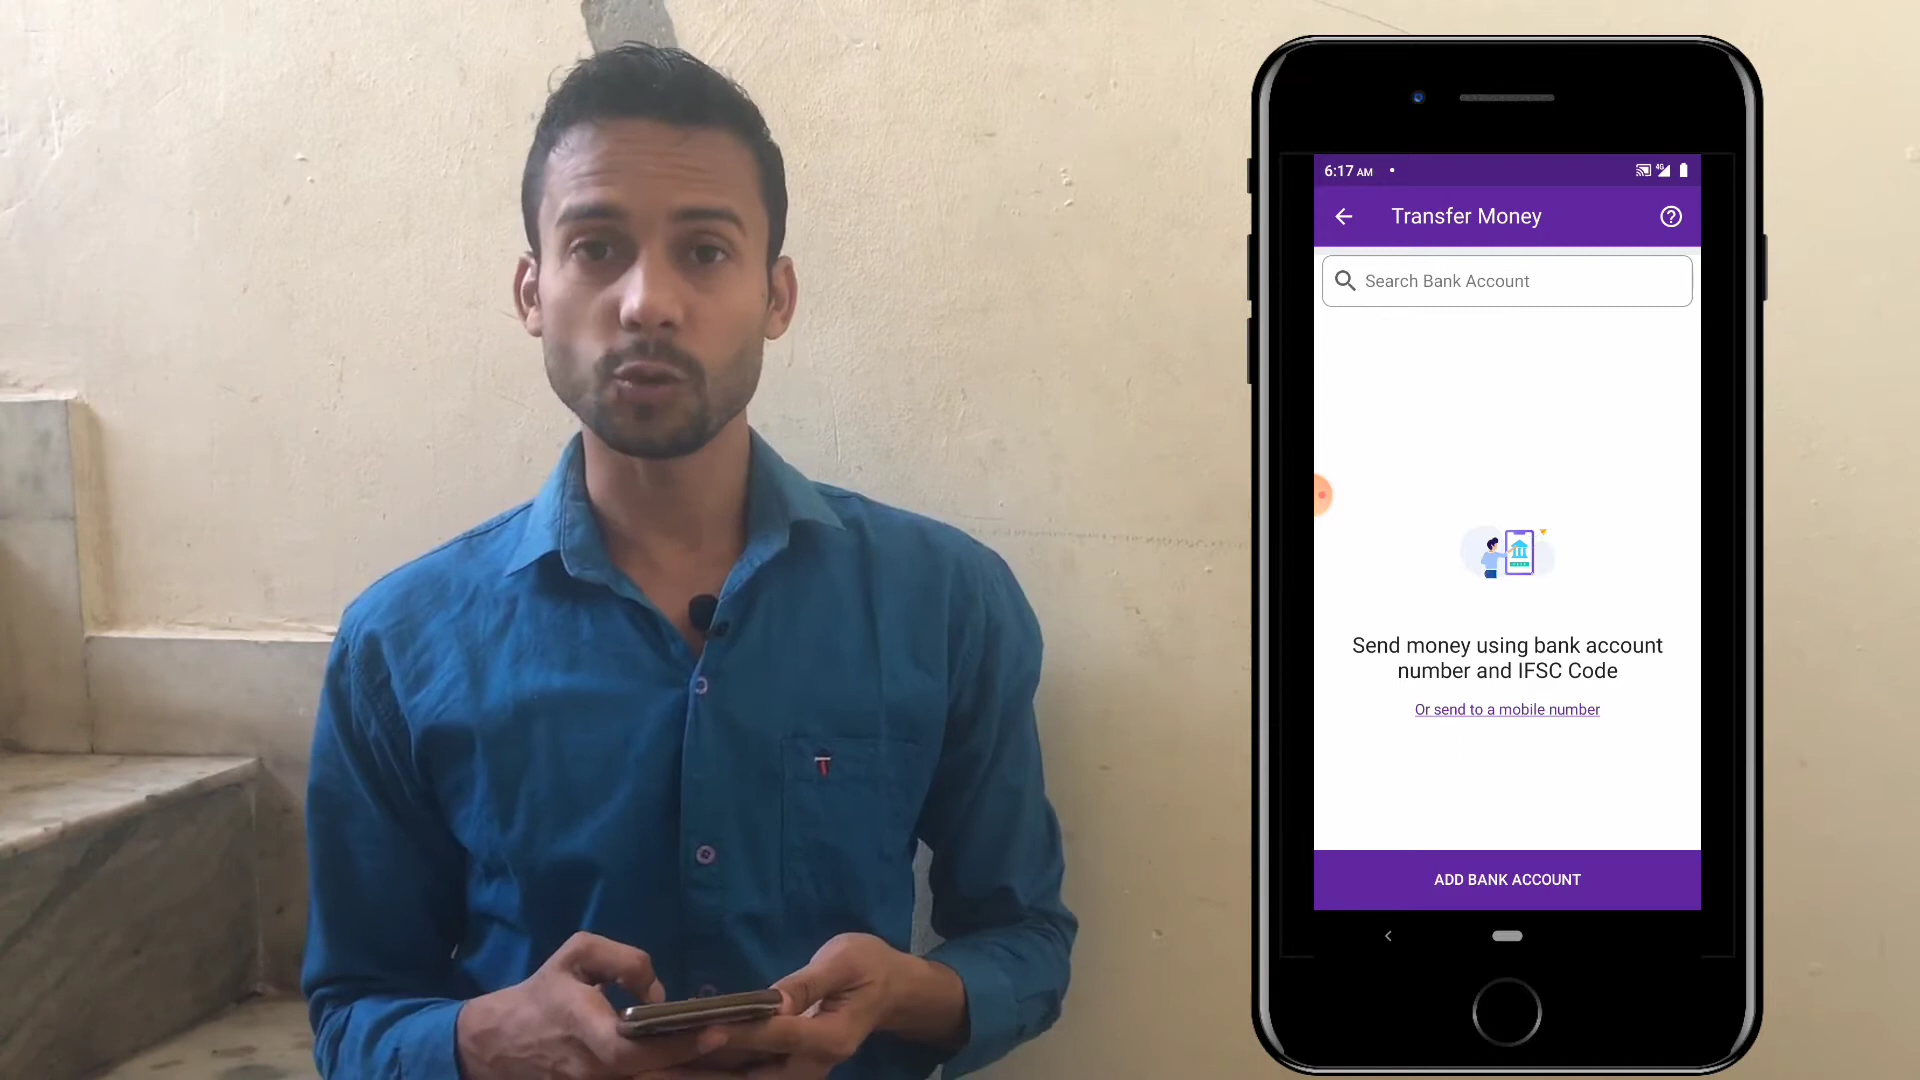 6:17 AM
4G
Transfer Money
Search Bank Account
Send money using bank account
number and IFSC Code
Or send to a mobile number
ADD BANK ACCOUNT